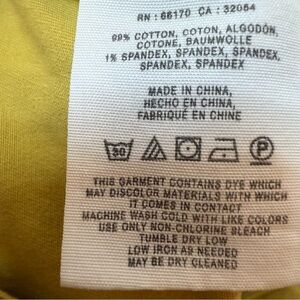 RN : 66170 CA : 32054
99% COTTON, COTON, ALGODÓN,
COTONE, BAUMWOLLE
1% SPANDEX, SPANDEX, SPANDEX,
SPANDEX, SPANDEX
MADE IN CHINA,
HECHO EN CHINA,
FABRIQUÉ EN CHINE
30 P
THIS GARMENT CONTAINS DYE WHICH
MAY DISCOLOR MATERIALS WITH WHICH
IT COMES IN CONTACT
MACHINE WASH COLD WITH LIKE COLORS
USE ONLY NON-CHLORINE BLEACH
TUMBLE DRY LOW
LOW IRON AS NEEDED
MAY BE DRY CLEANED